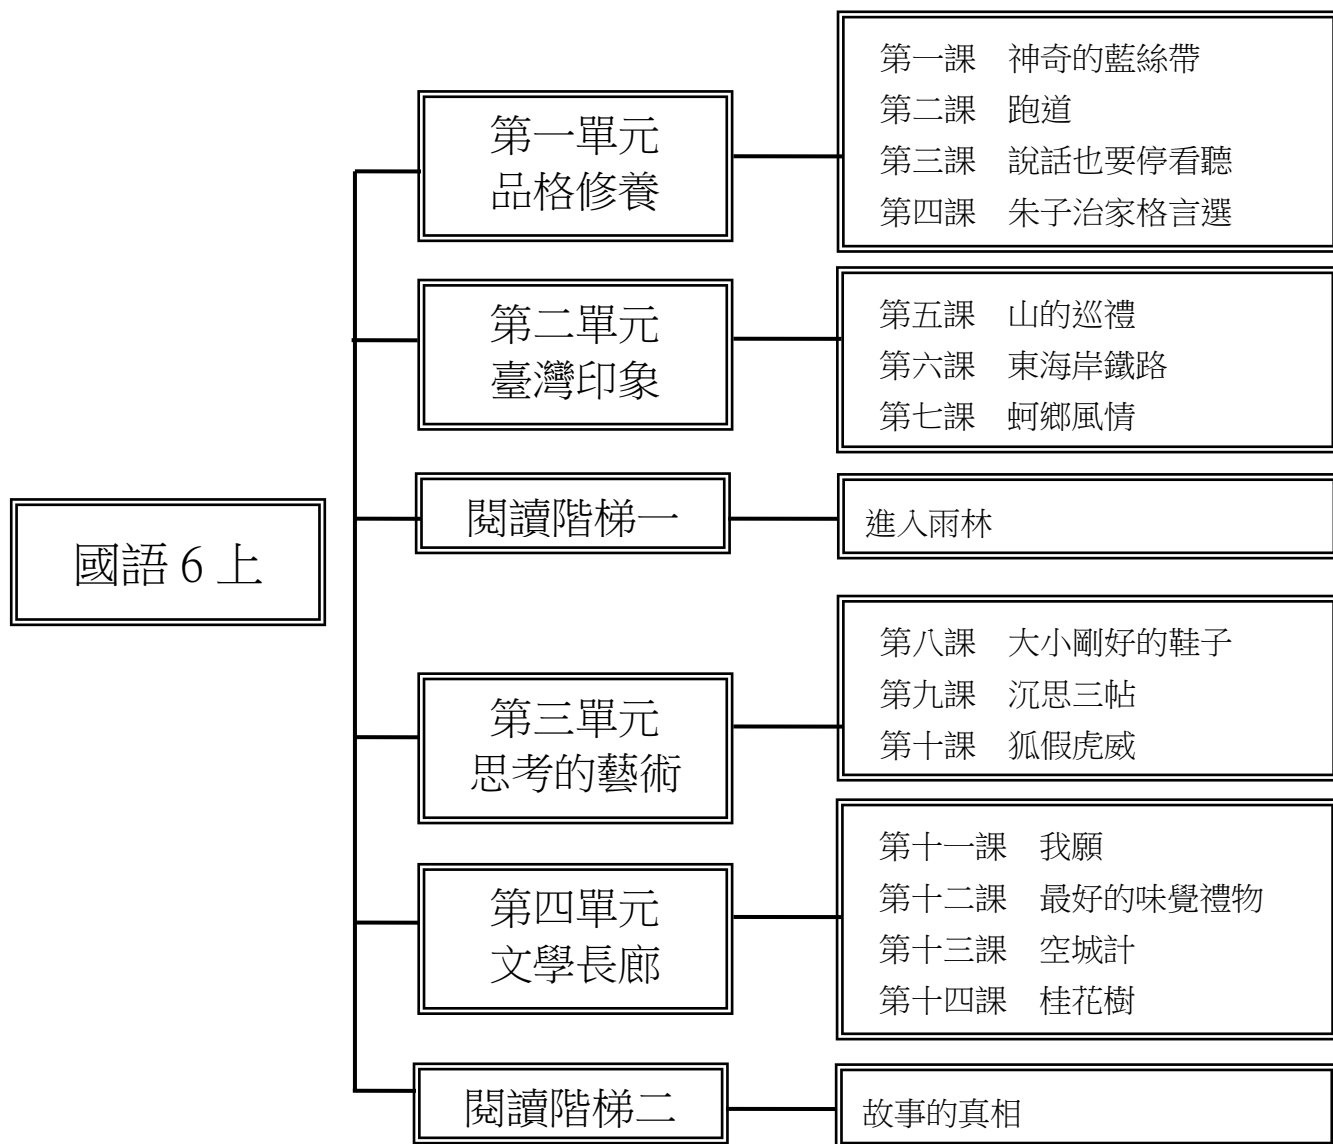 國語 6 上
第一單元
品格修養
第一課　神奇的藍絲帶
第二課　跑道
第三課　說話也要停看聽
第四課　朱子治家格言選
第二單元
臺灣印象
第五課　山的巡禮
第六課　東海岸鐵路
第七課　蚵鄉風情
閱讀階梯一
進入雨林
第三單元
思考的藝術
第八課　大小剛好的鞋子
第九課　沉思三帖
第十課　狐假虎威
第四單元
文學長廊
第十一課　我願
第十二課　最好的味覺禮物
第十三課　空城計
第十四課　桂花樹
閱讀階梯二
故事的真相